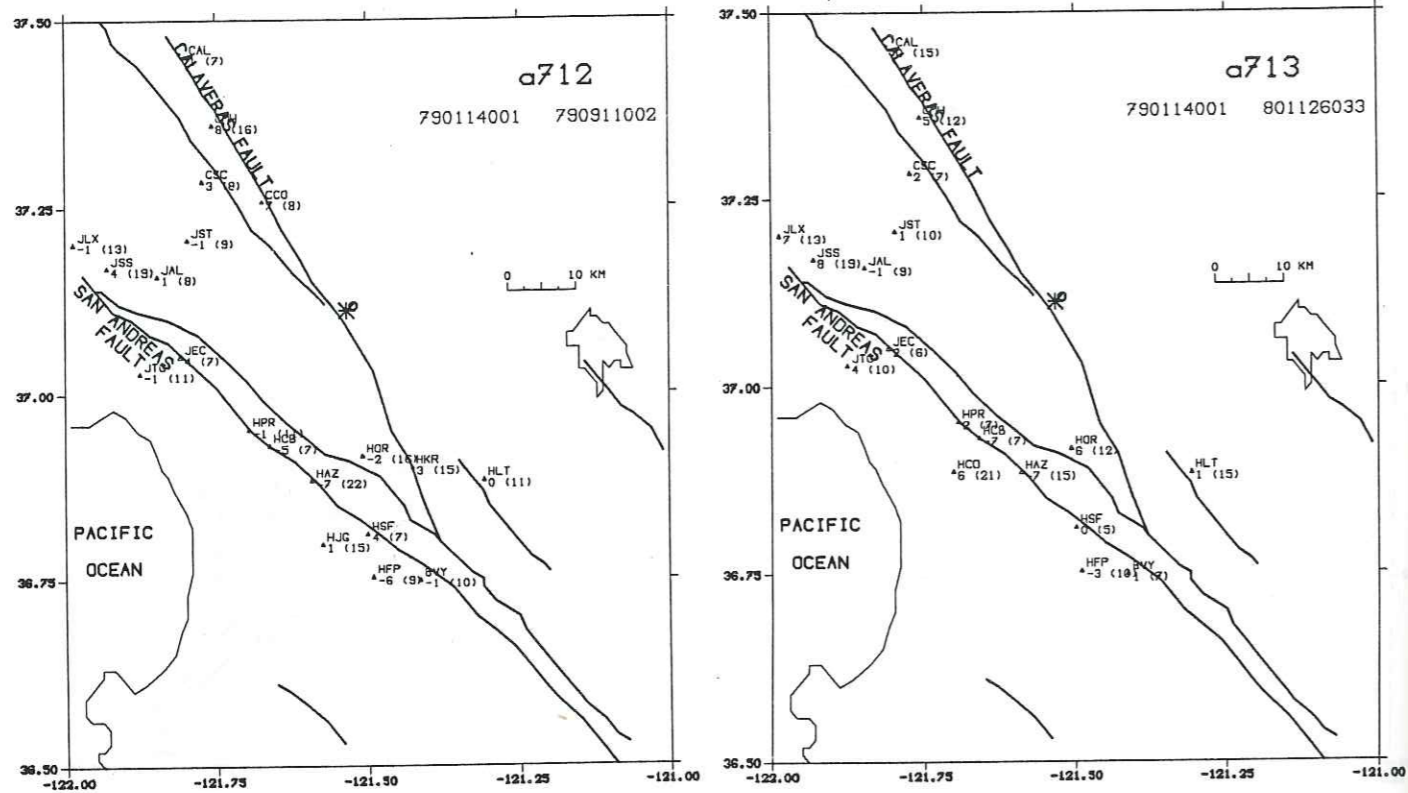 37.50
CAL
(7)
CALAVERAS FAULT
a712
790114001 790911002
8 (16)
CSC
3 (8)
CCO
7 (8)
37.25
JLX
-1 (13)
JST
-1 (9)
JSS
4 (19)
JAL
1 (8)
0 10 KM
SAN ANDREAS
FAULT
JEC
(7)
JTG
-1 (11)
37.00
HPR
-1
HCB
-5 (7)
HOR
-2 (16)
HKR
3 (15)
HAZ
-7 (22)
HLT
0 (11)
PACIFIC
OCEAN
HSF
4 (7)
HJG
1 (15)
HFP
-6 (9)
BVY
-1 (10)
36.75
36.50
-122.00 -121.75 -121.50 -121.25 -121.00
37.50
CAL
(15)
CALAVERAS FAULT
a713
790114001 801126033
5 (12)
CSC
2 (7)
37.25
JLX
7 (13)
JST
1 (10)
JSS
8 (19)
JAL
-1 (9)
0 10 KM
SAN ANDREAS
FAULT
JEC
-2 (6)
JTG
4 (10)
37.00
HPR
2 (7)
HCB
-7 (7)
HOR
6 (12)
HCO
6 (21)
HAZ
-7 (15)
HLT
1 (15)
PACIFIC
OCEAN
HSF
0 (5)
HFP
-3
BVY
1 (7)
36.75
36.50
-122.00 -121.75 -121.50 -121.25 -121.00